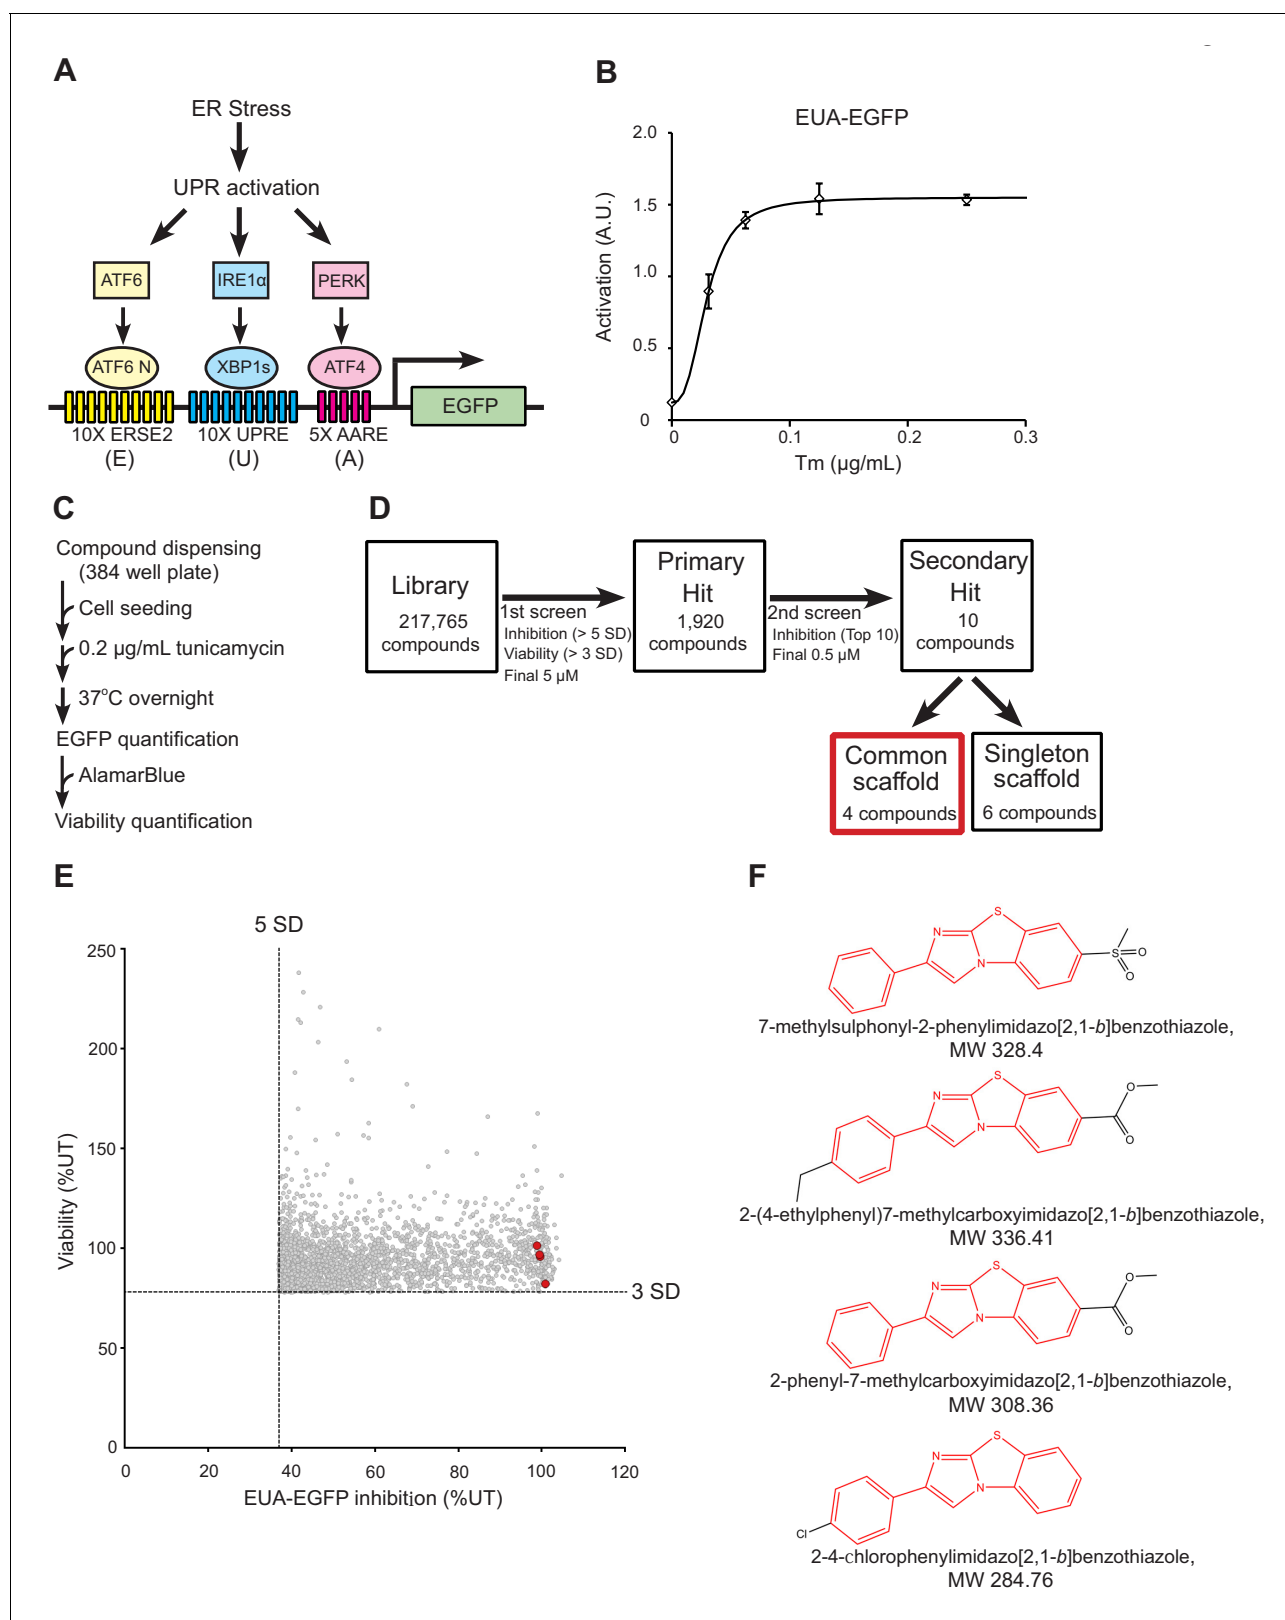 A
ER Stress
UPR activation
ATF6
IRE1α
PERK
ATF6 N
XBP1s
ATF4
EGFP
10X ERSE2
10X UPRE
5X AARE
(E)
(U)
(A)
B
EUA-EGFP
2.0
1.5
1.0
0.5
0
Activation (A.U.)
0
0.1
0.2
0.3
Tm (µg/mL)
C
Compound dispensing
(384 well plate)
Cell seeding
0.2 µg/mL tunicamycin
37°C overnight
EGFP quantification
AlamarBlue
Viability quantification
D
Library
217,765
compounds
1st screen
Inhibition (> 5 SD)
Viability (> 3 SD)
Final 5 µM
Primary
Hit
1,920
compounds
2nd screen
Inhibition (Top 10)
Final 0.5 µM
Secondary
Hit
10
compounds
Common
scaffold
4 compounds
Singleton
scaffold
6 compounds
E
5 SD
250
200
150
100
50
0
Viability (%UT)
3 SD
0
20
40
60
80
100
120
EUA-EGFP inhibition (%UT)
F
S
N
N
S
O
O
7-methylsulphonyl-2-phenylimidazo[2,1-b]benzothiazole,
MW 328.4
S
N
N
O
O
2-(4-ethylphenyl)7-methylcarboxyimidazo[2,1-b]benzothiazole,
MW 336.41
S
N
N
O
O
2-phenyl-7-methylcarboxyimidazo[2,1-b]benzothiazole,
MW 308.36
S
N
N
Cl
2-4-chlorophenylimidazo[2,1-b]benzothiazole,
MW 284.76